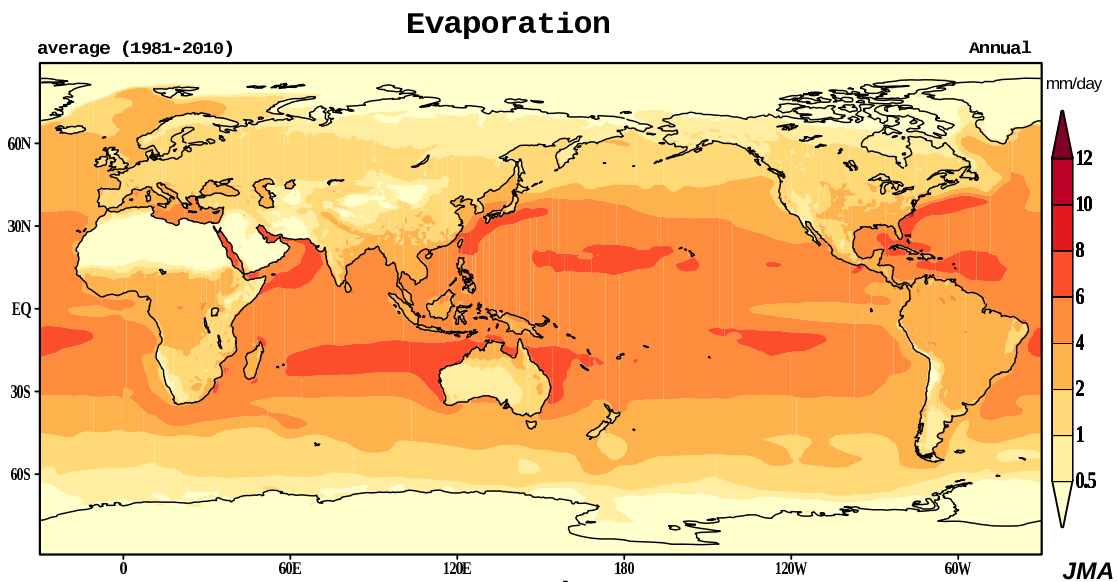 Evaporation
average (1981-2010) Annual
mm/day
12
10
8
6
4
2
1
0.5
60N
30N
EQ
30S
60S
0 60E 120E 180 120W 60W
JMA